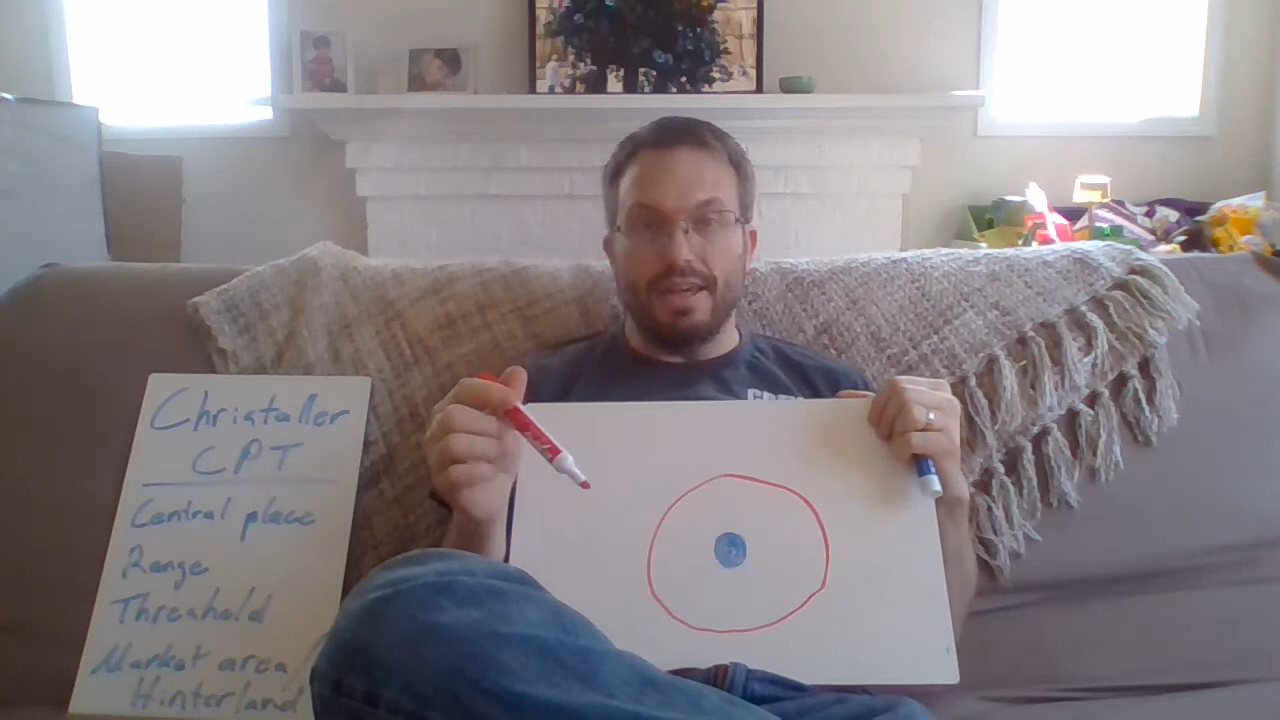 Christaller
CPT
Central place
Range
Threshold
Market area/
Hinterland